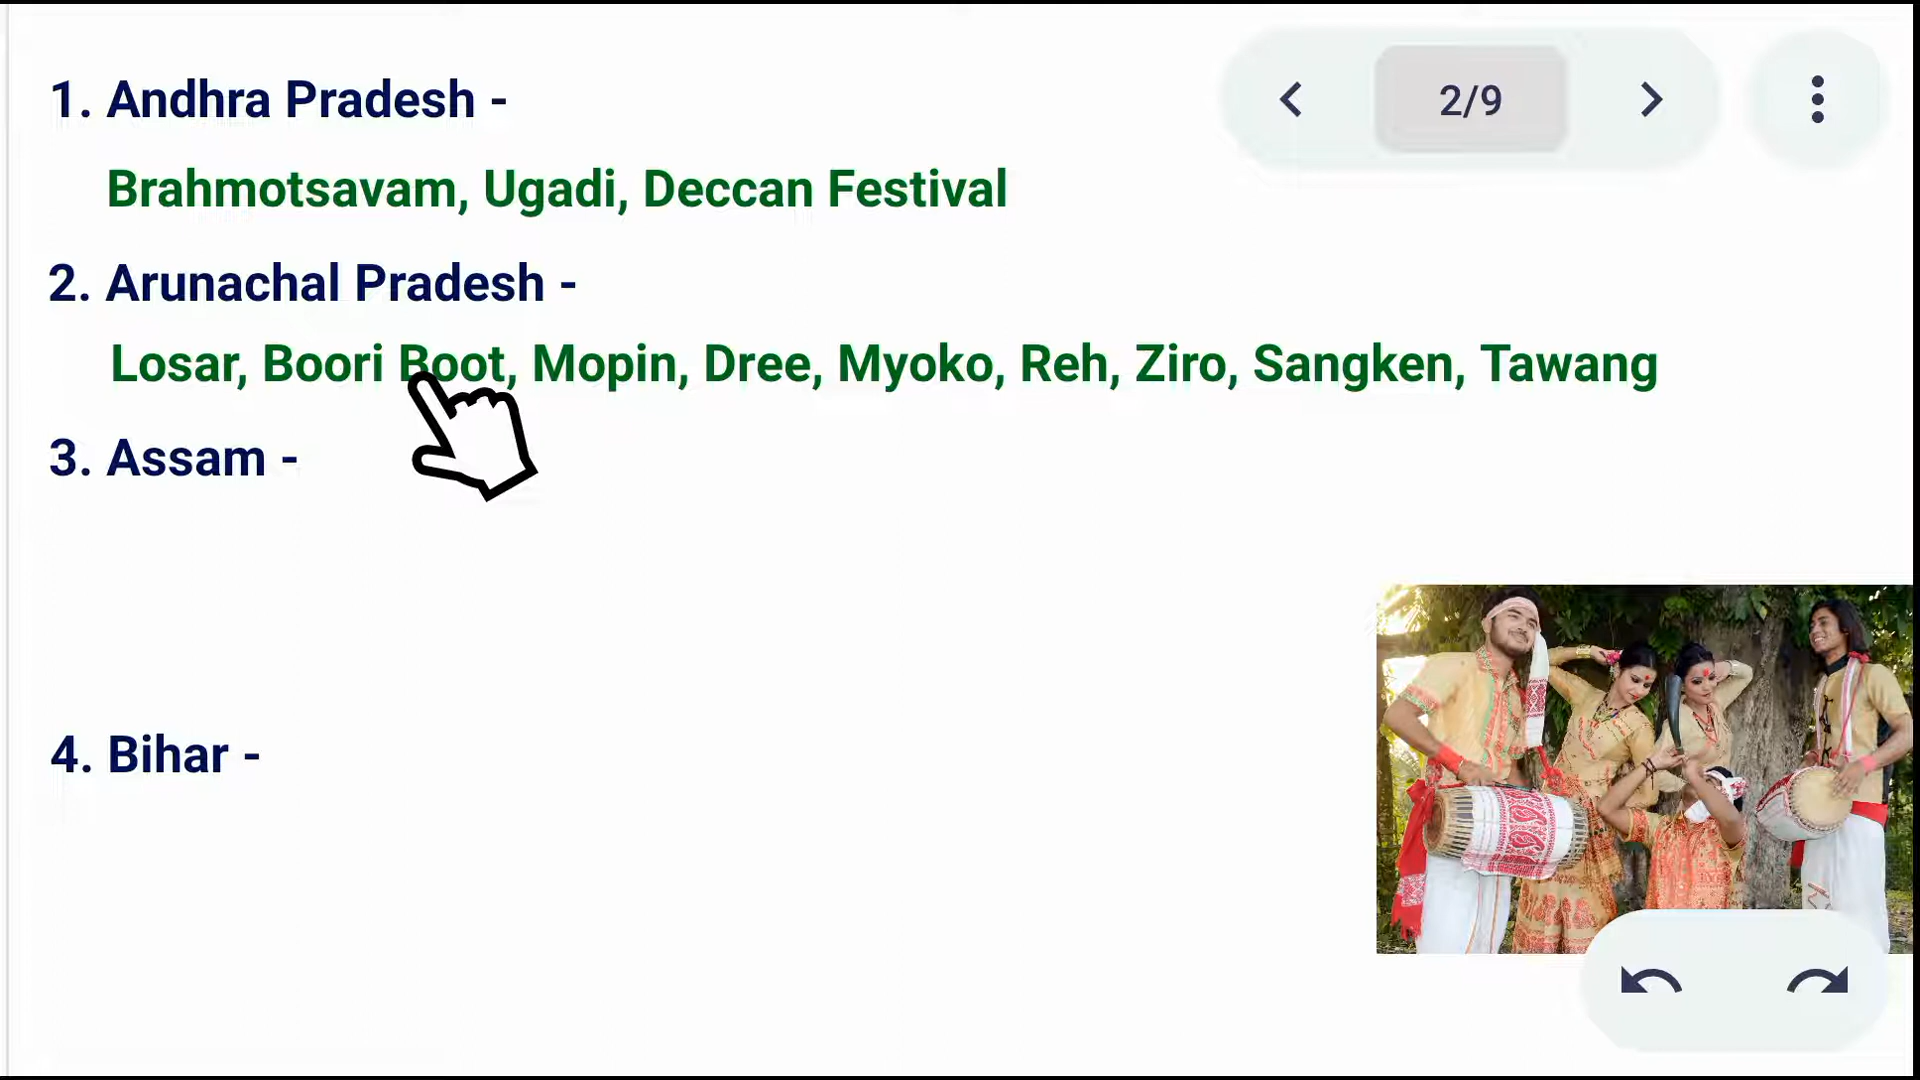 1. Andhra Pradesh -
2/9
Brahmotsavam, Ugadi, Deccan Festival
2. Arunachal Pradesh -
Losar, Boori Boot, Mopin, Dree, Myoko, Reh, Ziro, Sangken, Tawang
3. Assam -
4. Bihar -